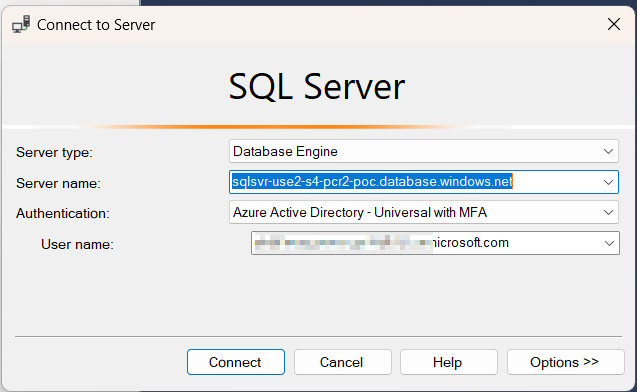 Connect to Server
SQL Server
Server type: Database Engine
Server name: sqlsvr-use2-s4-pcr2-poc.database.windows.net
Authentication: Azure Active Directory - Universal with MFA
User name: microsoft.com
Connect Cancel Help Options >>